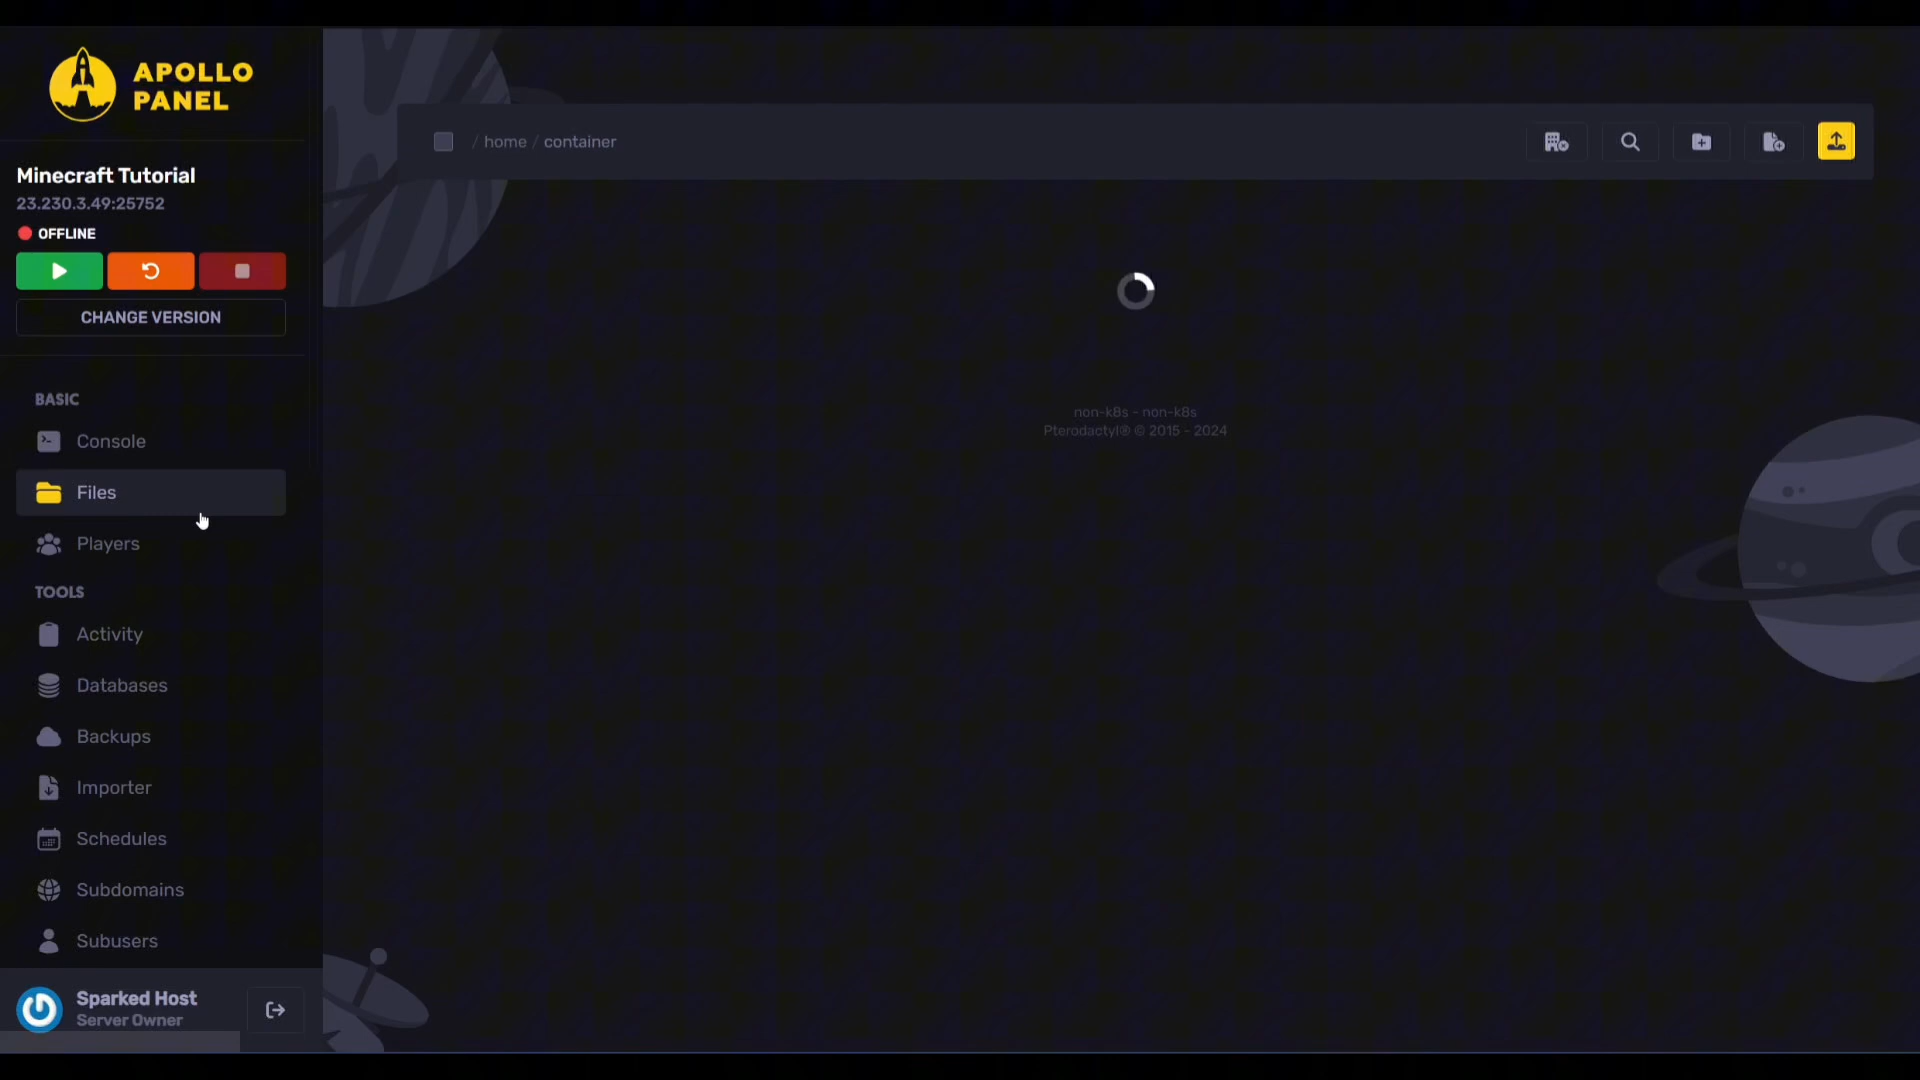 APOLLO
PANEL
Minecraft Tutorial
23.230.3.49:25752
OFFLINE
CHANGE VERSION
BASIC
Console
Files
Players
TOOLS
Activity
Databases
Backups
Importer
Schedules
Subdomains
Subusers
Sparked Host
Server Owner
/ home / container
non-k8s - non-k8s
Pterodactyl® © 2015 - 2024